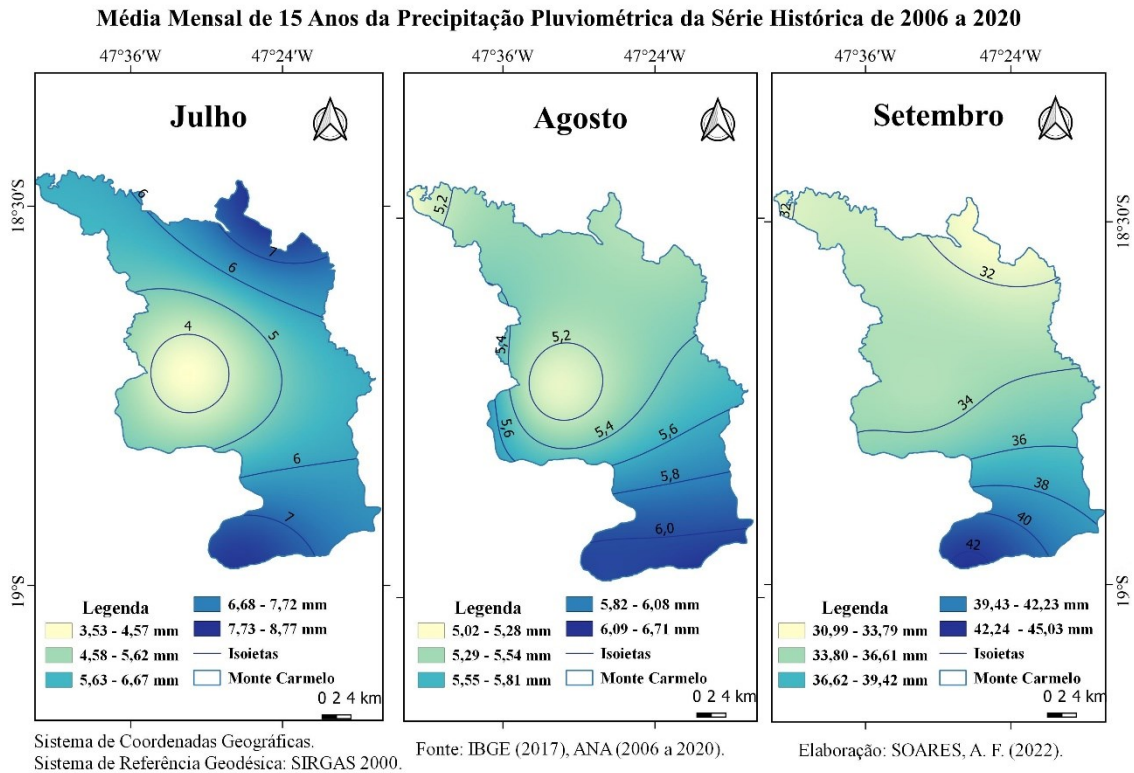 Média Mensal de 15 Anos da Precipitação Pluviométrica da Série Histórica de 2006 a 2020
47°36'W 47°24'W 47°36'W 47°24'W 47°36'W 47°24'W
Julho
18°30'S
19°S
6
7
6
5
4
6
7
Legenda
3,53 - 4,57 mm
4,58 - 5,62 mm
5,63 - 6,67 mm
6,68 - 7,72 mm
7,73 - 8,77 mm
Isoietas
Monte Carmelo
0 2 4 km
Agosto
5,2
5,4
5,2
5,6
5,4
5,6
5,8
6,0
Legenda
5,02 - 5,28 mm
5,29 - 5,54 mm
5,55 - 5,81 mm
5,82 - 6,08 mm
6,09 - 6,71 mm
Isoietas
Monte Carmelo
0 2 4 km
Setembro
18°30'S
19°S
32
32
34
36
38
40
42
Legenda
30,99 - 33,79 mm
33,80 - 36,61 mm
36,62 - 39,42 mm
39,43 - 42,23 mm
42,24 - 45,03 mm
Isoietas
Monte Carmelo
0 2 4 km
Sistema de Coordenadas Geográficas.
Sistema de Referência Geodésica: SIRGAS 2000.
Fonte: IBGE (2017), ANA (2006 a 2020).
Elaboração: SOARES, A. F. (2022).